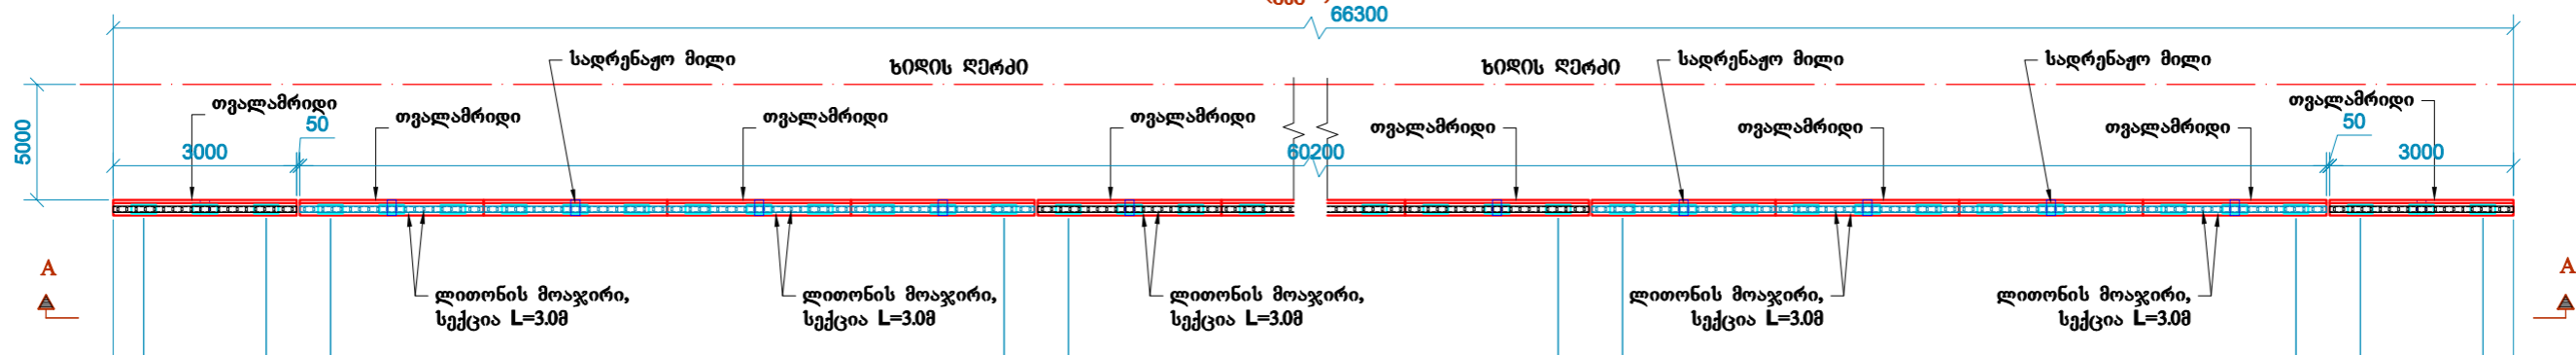 66300
სადრენაჟო მილი
ხიდის ღერძი
ხიდის ღერძი
სადრენაჟო მილი
სადრენაჟო მილი
5000
თვალამრიდი
50
თვალამრიდი
თვალამრიდი
თვალამრიდი
თვალამრიდი
თვალამრიდი
თვალამრიდი
თვალამრიდი
50
3000
60200
3000
A
A
ლითონის მოაჯირი,
სექცია L=3.0მ
ლითონის მოაჯირი,
სექცია L=3.0მ
ლითონის მოაჯირი,
სექცია L=3.0მ
ლითონის მოაჯირი,
სექცია L=3.0მ
ლითონის მოაჯირი,
სექცია L=3.0მ